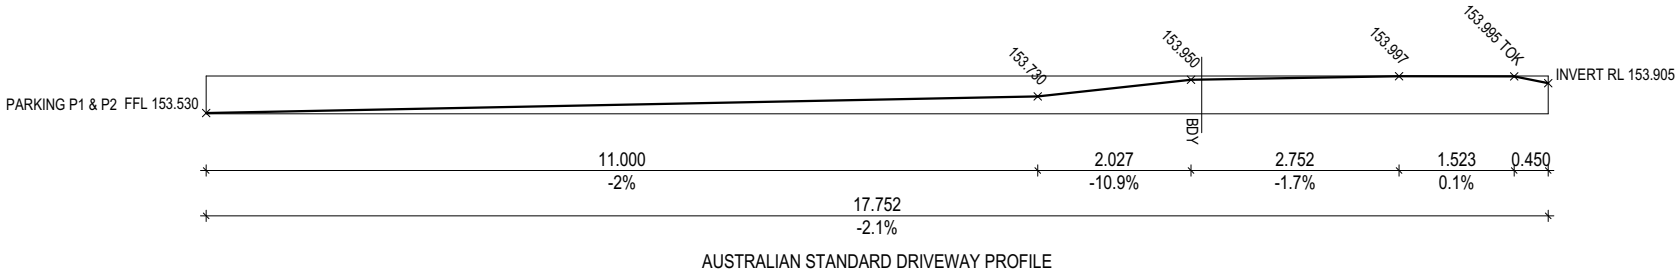 153.730
153.950
153.997
153.995 TOK
PARKING P1 & P2 FFL 153.530
INVERT RL 153.905
BDY
11.000 2.027 2.752 1.523 0.450
-2% -10.9% -1.7% 0.1%
17.752
-2.1%
AUSTRALIAN STANDARD DRIVEWAY PROFILE